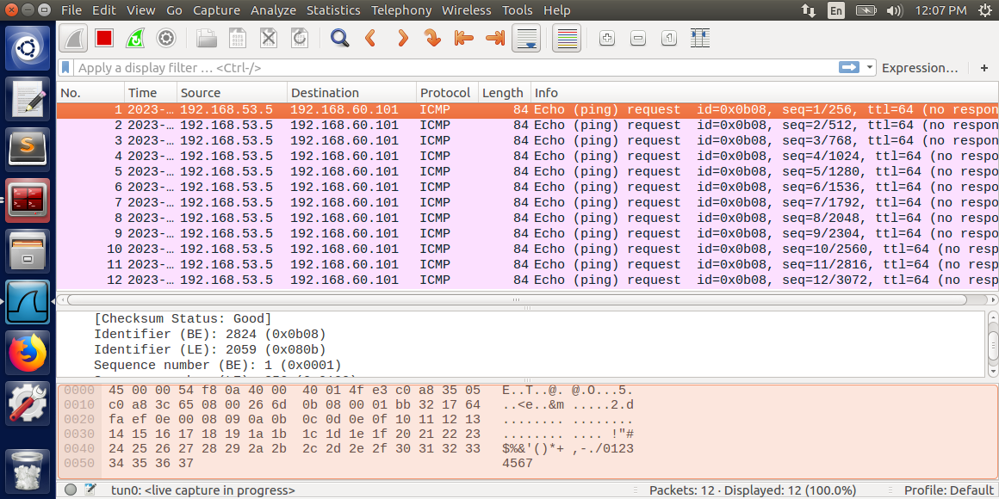 File Edit View Go Capture Analyze Statistics Telephony Wireless Tools Help En 12:07 PM
Apply a display filter … <Ctrl-/> Expression… +
No. Time Source Destination Protocol Length Info
1 2023-… 192.168.53.5 192.168.60.101 ICMP 84 Echo (ping) request id=0x0b08, seq=1/256, ttl=64 (no respon
2 2023-… 192.168.53.5 192.168.60.101 ICMP 84 Echo (ping) request id=0x0b08, seq=2/512, ttl=64 (no respon
3 2023-… 192.168.53.5 192.168.60.101 ICMP 84 Echo (ping) request id=0x0b08, seq=3/768, ttl=64 (no respon
4 2023-… 192.168.53.5 192.168.60.101 ICMP 84 Echo (ping) request id=0x0b08, seq=4/1024, ttl=64 (no respo
5 2023-… 192.168.53.5 192.168.60.101 ICMP 84 Echo (ping) request id=0x0b08, seq=5/1280, ttl=64 (no respo
6 2023-… 192.168.53.5 192.168.60.101 ICMP 84 Echo (ping) request id=0x0b08, seq=6/1536, ttl=64 (no respo
7 2023-… 192.168.53.5 192.168.60.101 ICMP 84 Echo (ping) request id=0x0b08, seq=7/1792, ttl=64 (no respo
8 2023-… 192.168.53.5 192.168.60.101 ICMP 84 Echo (ping) request id=0x0b08, seq=8/2048, ttl=64 (no respo
9 2023-… 192.168.53.5 192.168.60.101 ICMP 84 Echo (ping) request id=0x0b08, seq=9/2304, ttl=64 (no respo
10 2023-… 192.168.53.5 192.168.60.101 ICMP 84 Echo (ping) request id=0x0b08, seq=10/2560, ttl=64 (no resp
11 2023-… 192.168.53.5 192.168.60.101 ICMP 84 Echo (ping) request id=0x0b08, seq=11/2816, ttl=64 (no resp
12 2023-… 192.168.53.5 192.168.60.101 ICMP 84 Echo (ping) request id=0x0b08, seq=12/3072, ttl=64 (no resp
[Checksum Status: Good]
Identifier (BE): 2824 (0x0b08)
Identifier (LE): 2059 (0x080b)
Sequence number (BE): 1 (0x0001)
0000 45 00 00 54 f8 0a 40 00 40 01 4f e3 c0 a8 35 05 E..T..@. @.O...5.
0010 c0 a8 3c 65 08 00 26 6d 0b 08 00 01 bb 32 17 64 ..<e..&m .....2.d
0020 fa ef 0e 00 08 09 0a 0b 0c 0d 0e 0f 10 11 12 13 ........ ........
0030 14 15 16 17 18 19 1a 1b 1c 1d 1e 1f 20 21 22 23 ........ .... !"#
0040 24 25 26 27 28 29 2a 2b 2c 2d 2e 2f 30 31 32 33 $%&'()*+ ,-./0123
0050 34 35 36 37 4567
tun0: <live capture in progress> Packets: 12 · Displayed: 12 (100.0%) Profile: Default